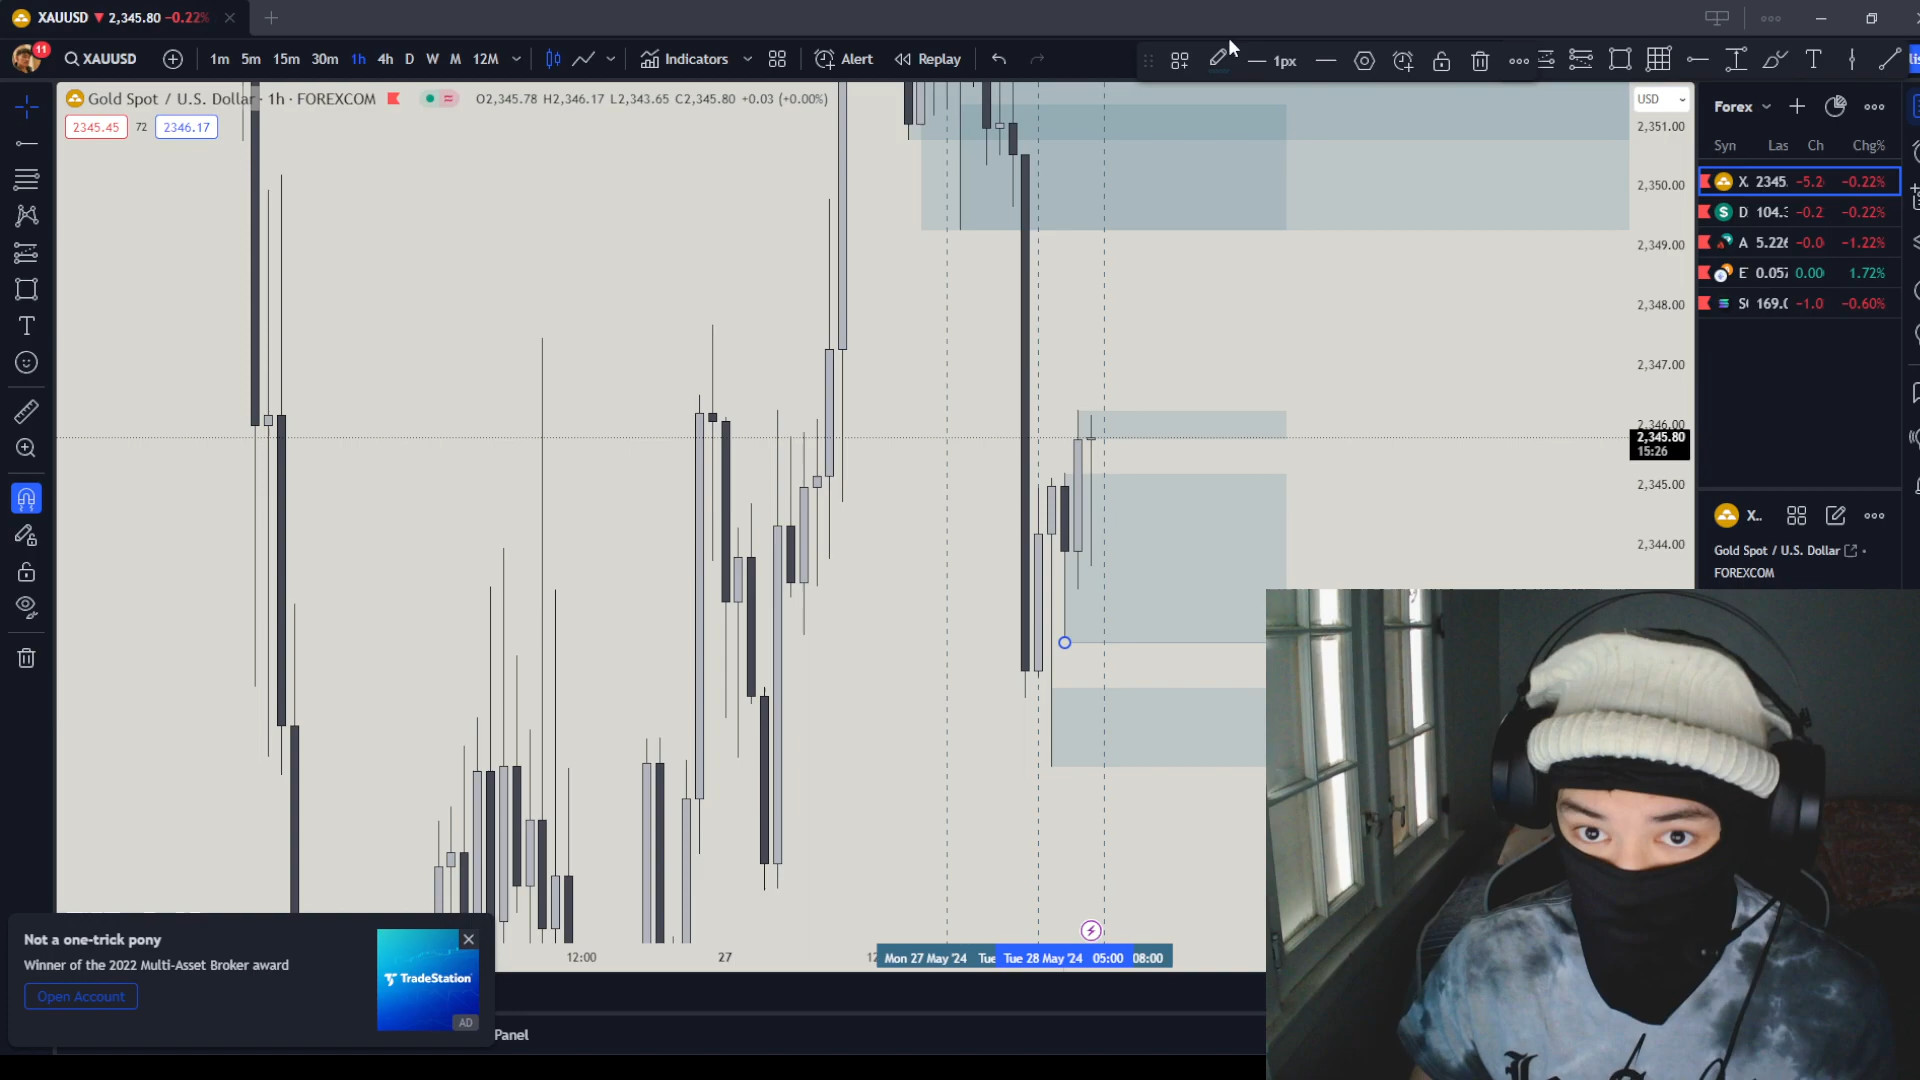 XAUUSD ▼ 2,345.80 −0.22%
11
XAUUSD
1m 5m 15m 30m 1h 4h D W M 12M
Indicators
Alert
Replay
1px
Gold Spot / U.S. Dollar · 1h · FOREXCOM
O2,345.78 H2,346.17 L2,343.65 C2,345.80 +0.03 (+0.00%)
2345.45 72 2346.17
USD
2,351.00
2,350.00
2,349.00
2,348.00
2,347.00
2,346.00
2,345.80
15:26
2,345.00
2,344.00
Forex
Syn Las Ch Chg%
X. 2345. −5.2 −0.22%
D 104.3 −0.2 −0.22%
A 5.226 −0.0 −1.22%
E 0.057 0.00 1.72%
S 169.0 −1.0 −0.60%
X..
Gold Spot / U.S. Dollar
FOREXCOM
12:00
27
12
Mon 27 May '24
Tue
Tue 28 May '24
05:00
08:00
Not a one-trick pony
Winner of the 2022 Multi-Asset Broker award
Open Account
TradeStation
AD
Panel